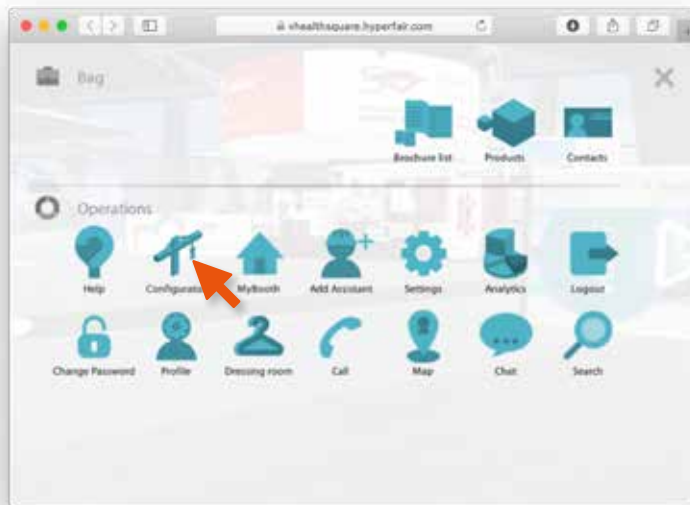 vhealthsquare.hyperfair.com
Bag
Brochure list Products Contacts
Operations
Help Configurator MyBooth Add Assistant Settings Analytics Logout
Change Password Profile Dressing room Call Map Chat Search